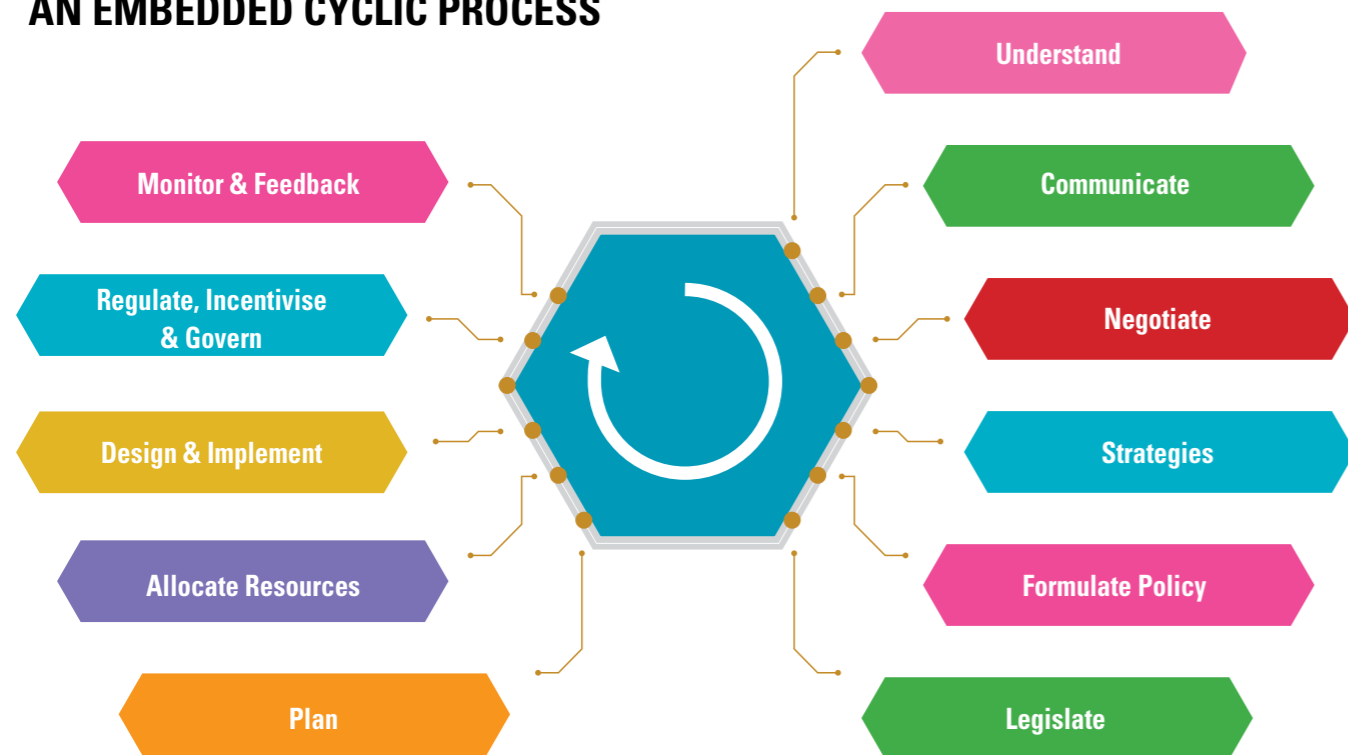 AN EMBEDDED CYCLIC PROCESS
Understand
Communicate
Negotiate
Strategies
Formulate Policy
Legislate
Plan
Allocate Resources
Design & Implement
Regulate, Incentivise
& Govern
Monitor & Feedback